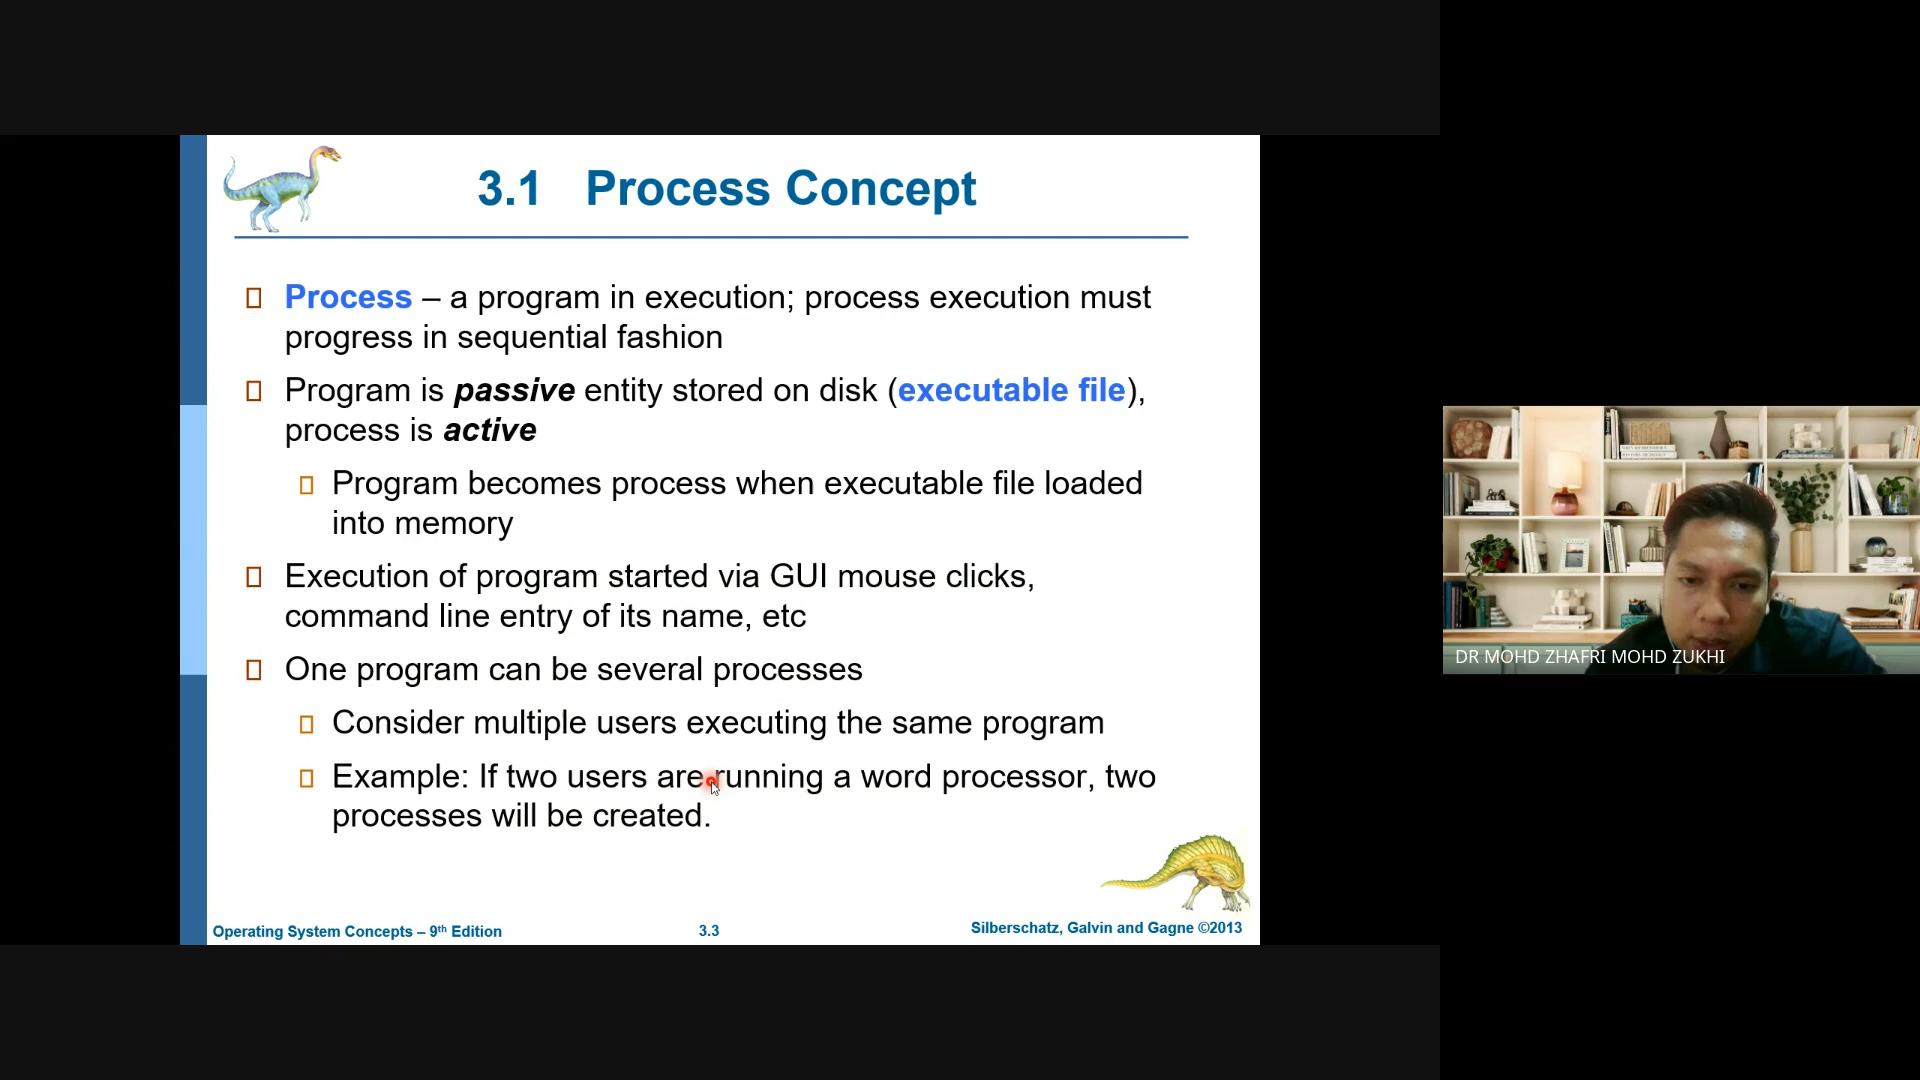 3.1 Process Concept
Process – a program in execution; process execution must
progress in sequential fashion
Program is passive entity stored on disk (executable file),
process is active
Program becomes process when executable file loaded
into memory
Execution of program started via GUI mouse clicks,
command line entry of its name, etc
One program can be several processes
Consider multiple users executing the same program
Example: If two users are running a word processor, two
processes will be created.
Operating System Concepts – 9th Edition
3.3
Silberschatz, Galvin and Gagne ©2013
DR MOHD ZHAFRI MOHD ZUKHI